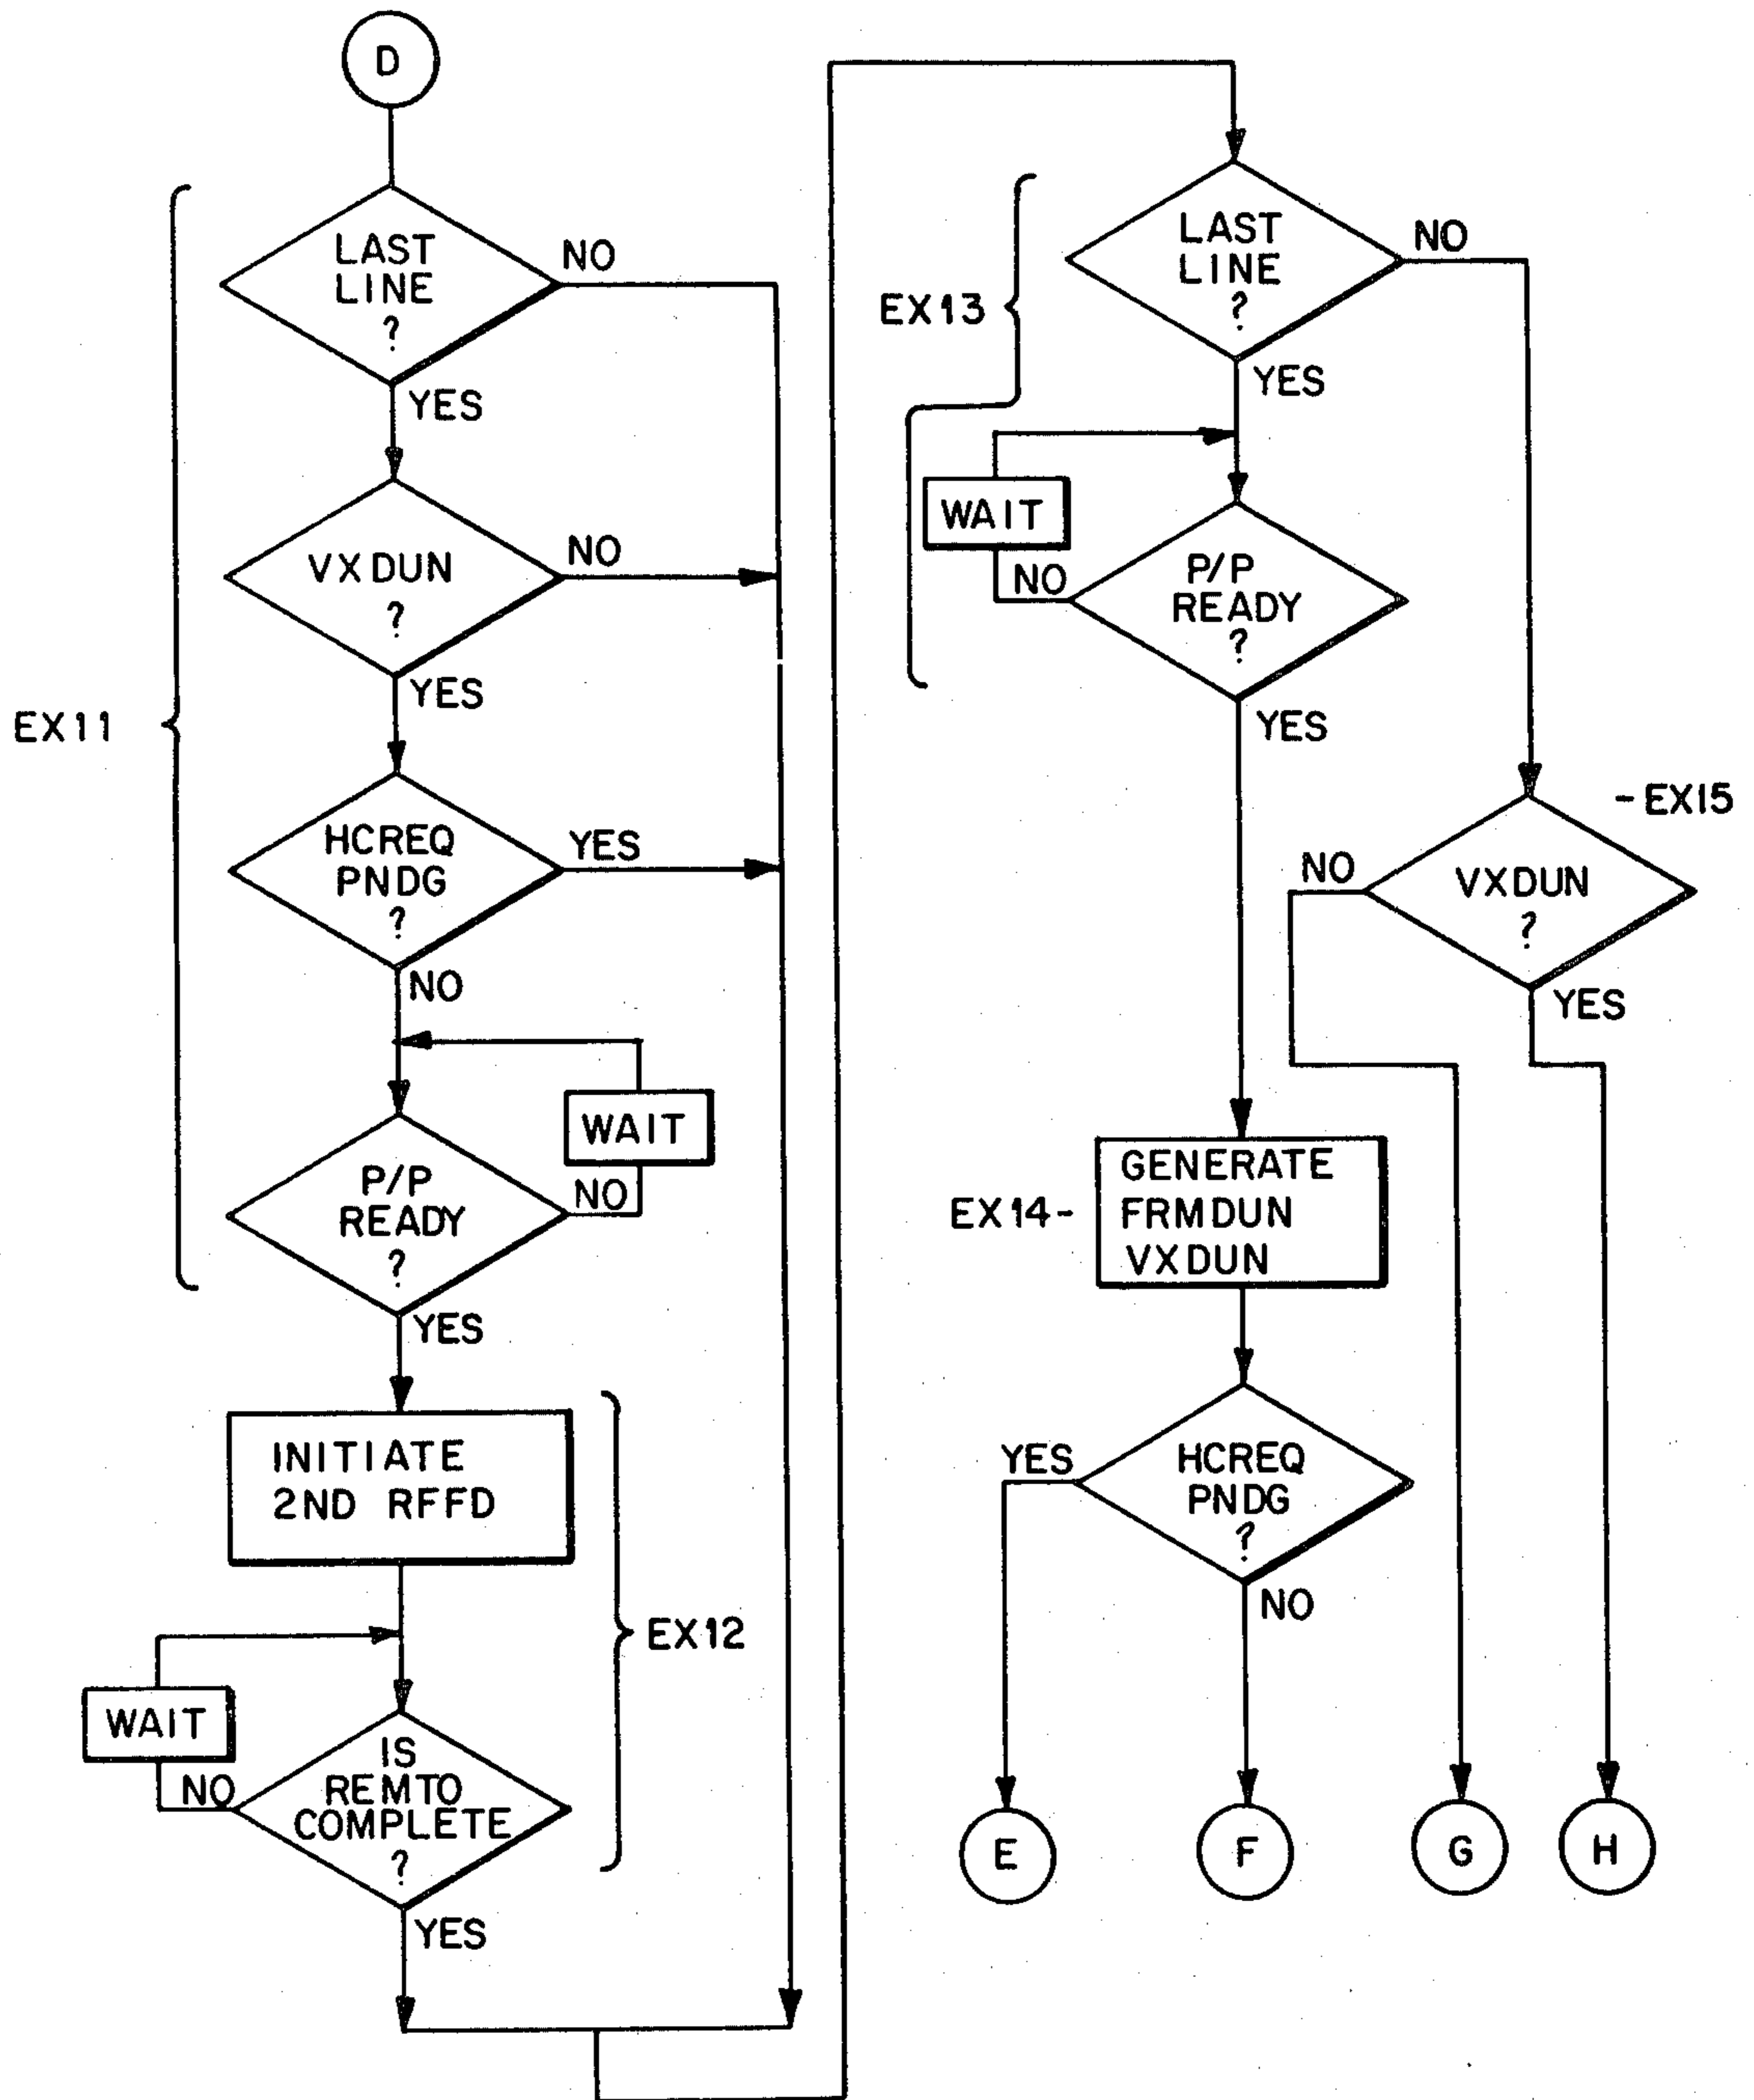 D
LAST
LINE
?
NO
YES
VXDUN
?
NO
YES
EX11
HCREQ
PNDG
?
YES
NO
WAIT
P/P
READY
?
NO
YES
INITIATE
2ND RFFD
EX12
WAIT
IS
REMTO
COMPLETE
?
NO
YES
LAST
LINE
?
NO
EX13
YES
WAIT
P/P
READY
?
NO
YES
-EX15
VXDUN
?
NO
YES
EX14-
GENERATE
FRMDUN
VXDUN
HCREQ
PNDG
?
YES
NO
E
F
G
H